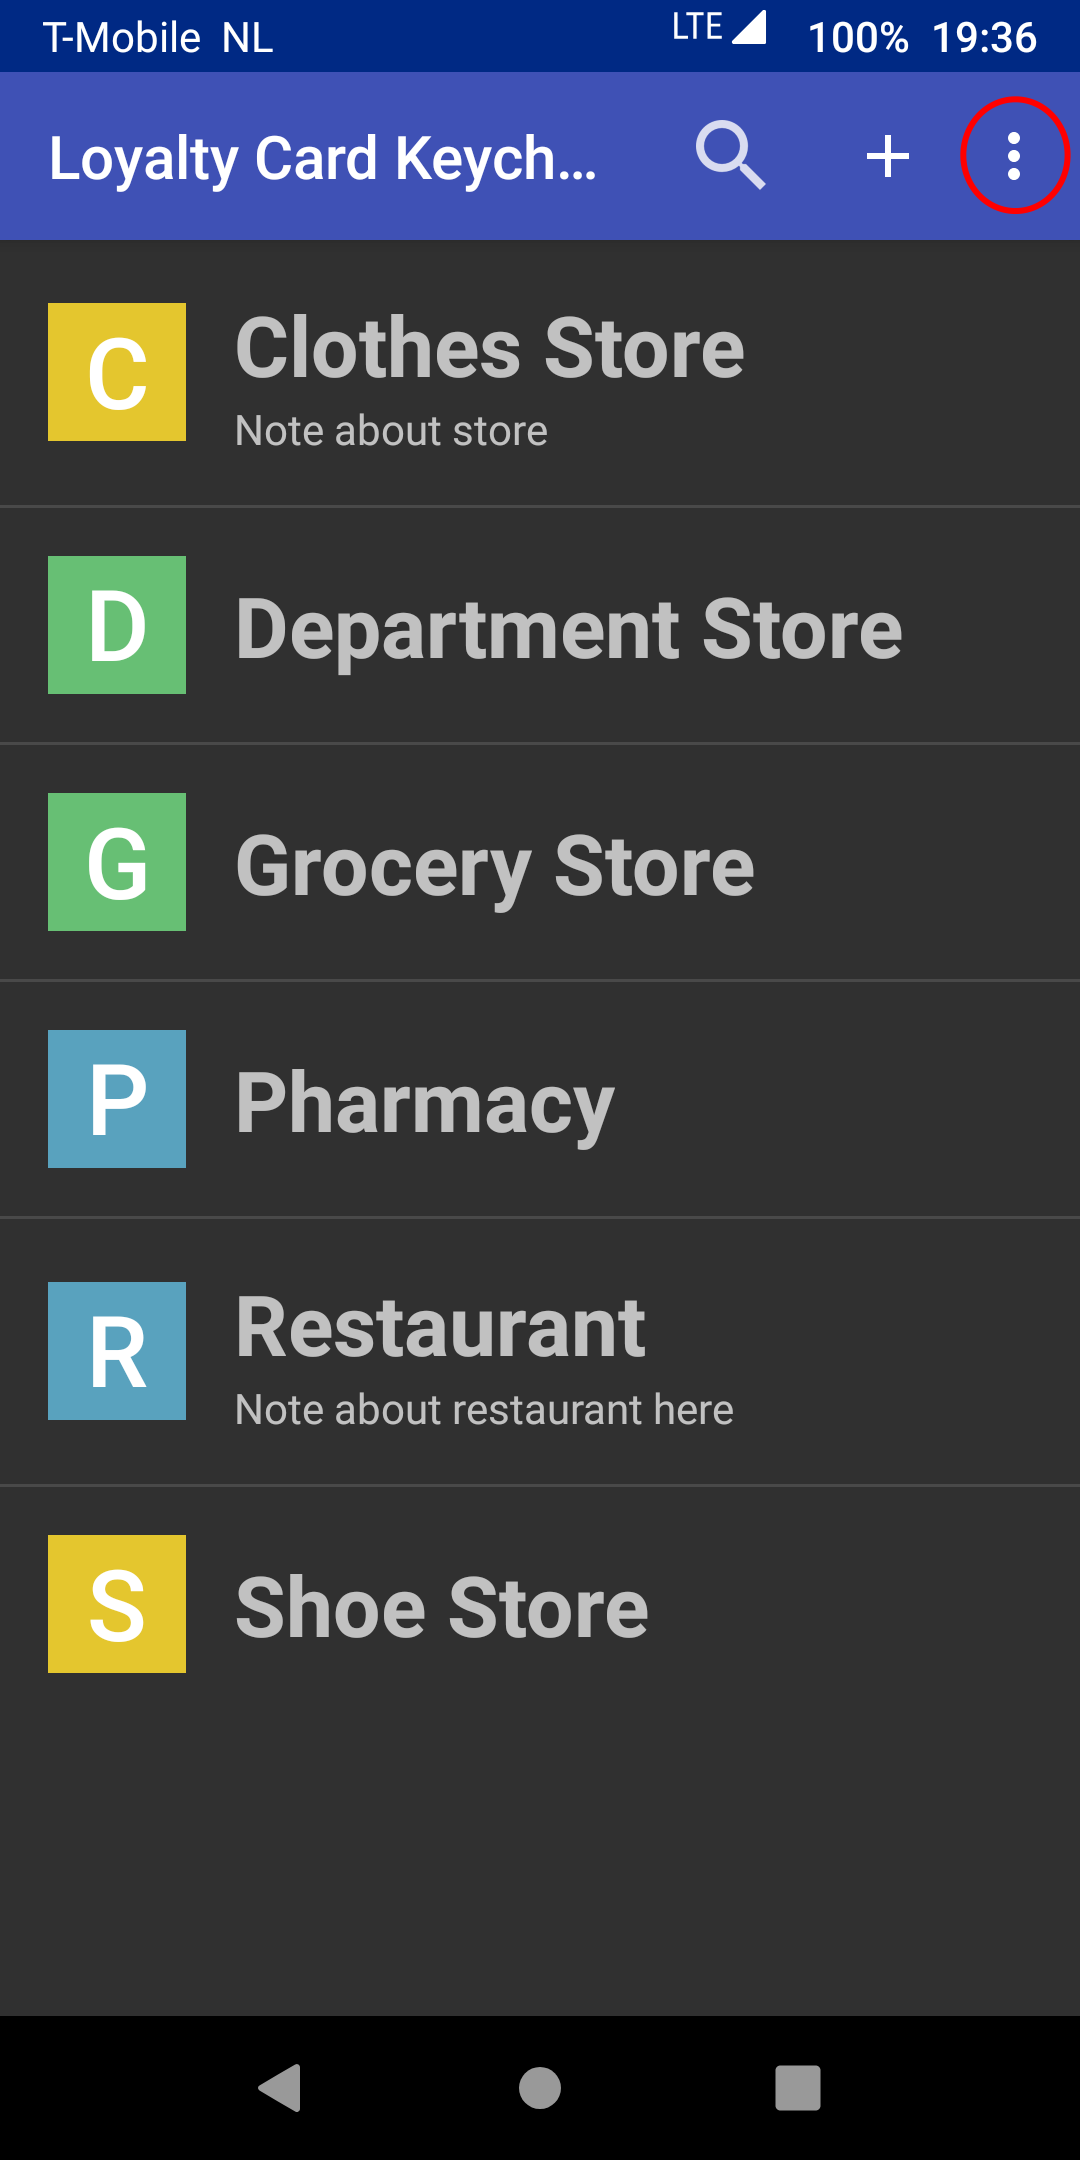 T-Mobile NL LTE 100% 19:36
Loyalty Card Keych...
C
Clothes Store
Note about store
D
Department Store
G
Grocery Store
P
Pharmacy
R
Restaurant
Note about restaurant here
S
Shoe Store